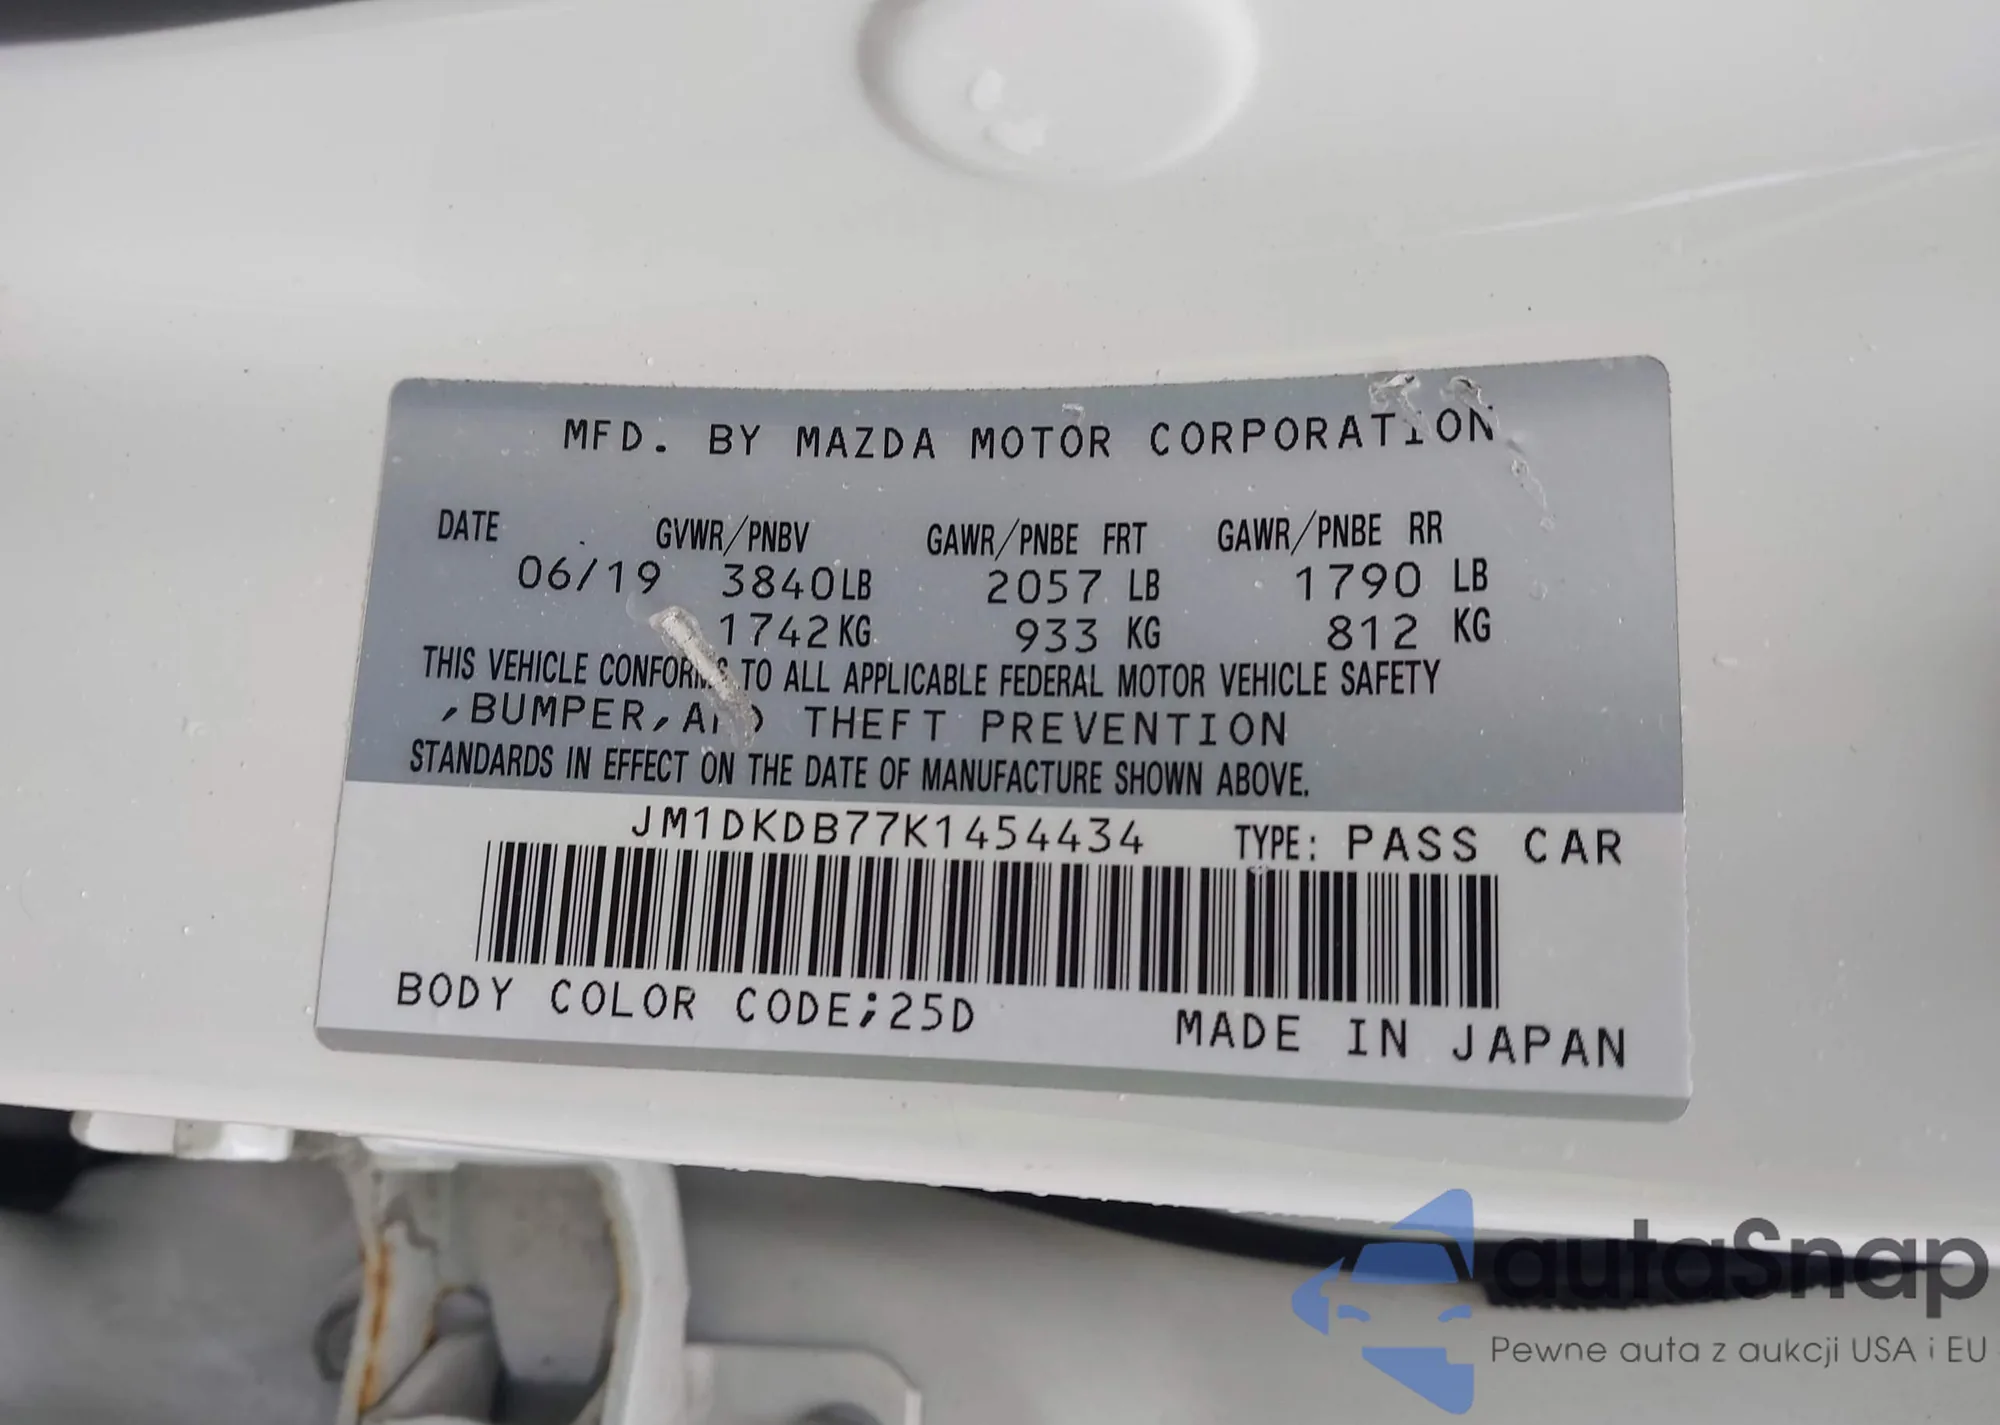 MFD. BY MAZDA MOTOR CORPORATION
DATE GVWR/PNBV GAWR/PNBE FRT GAWR/PNBE RR
06/19 3840LB 2057 LB 1790 LB
1742KG 933 KG 812 KG
THIS VEHICLE CONFORMS TO ALL APPLICABLE FEDERAL MOTOR VEHICLE SAFETY
,BUMPER,AND THEFT PREVENTION
STANDARDS IN EFFECT ON THE DATE OF MANUFACTURE SHOWN ABOVE.
JM1DKDB77K1454434 TYPE: PASS CAR
BODY COLOR CODE;25D MADE IN JAPAN
autaSnap
Pewne auta z aukcji USA i EU